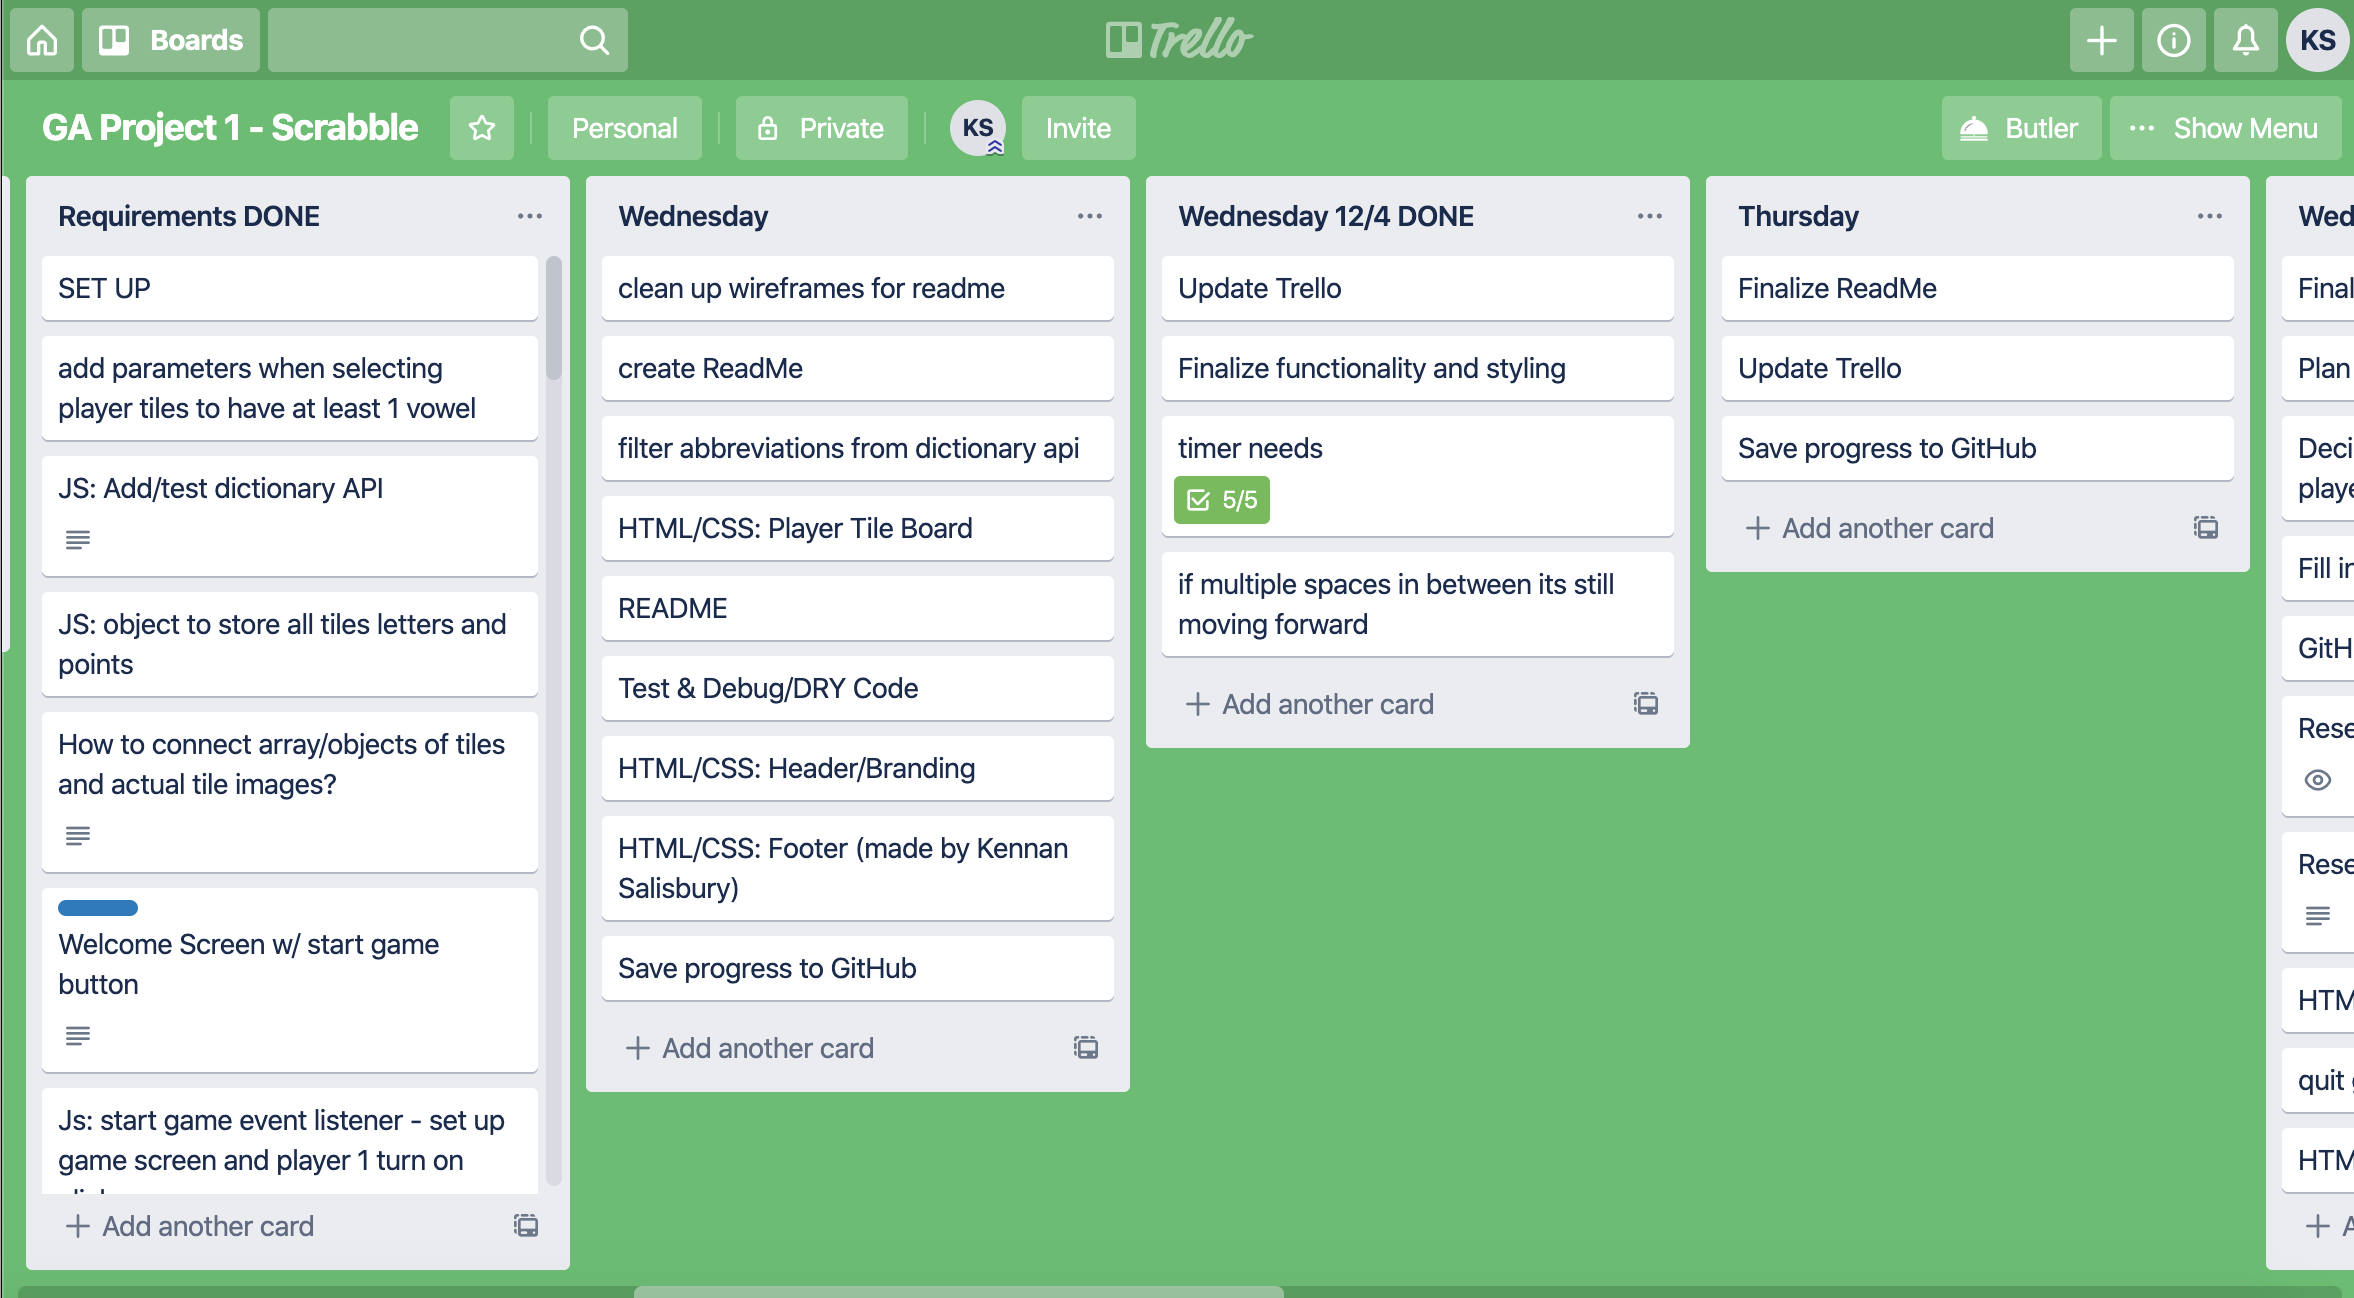 Boards
Trello
KS
GA Project 1 - Scrabble
Personal
Private
KS
Invite
Butler
Show Menu
Requirements DONE
SET UP
add parameters when selecting
player tiles to have at least 1 vowel
JS: Add/test dictionary API
JS: object to store all tiles letters and
points
How to connect array/objects of tiles
and actual tile images?
Welcome Screen w/ start game
button
Js: start game event listener - set up
game screen and player 1 turn on
Add another card
Wednesday
clean up wireframes for readme
create ReadMe
filter abbreviations from dictionary api
HTML/CSS: Player Tile Board
README
Test & Debug/DRY Code
HTML/CSS: Header/Branding
HTML/CSS: Footer (made by Kennan
Salisbury)
Save progress to GitHub
Add another card
Wednesday 12/4 DONE
Update Trello
Finalize functionality and styling
timer needs
5/5
if multiple spaces in between its still
moving forward
Add another card
Thursday
Finalize ReadMe
Update Trello
Save progress to GitHub
Add another card
Wed
Final
Plan
Deci
playe
Fill in
GitH
Rese
Rese
HTM
quit
HTM